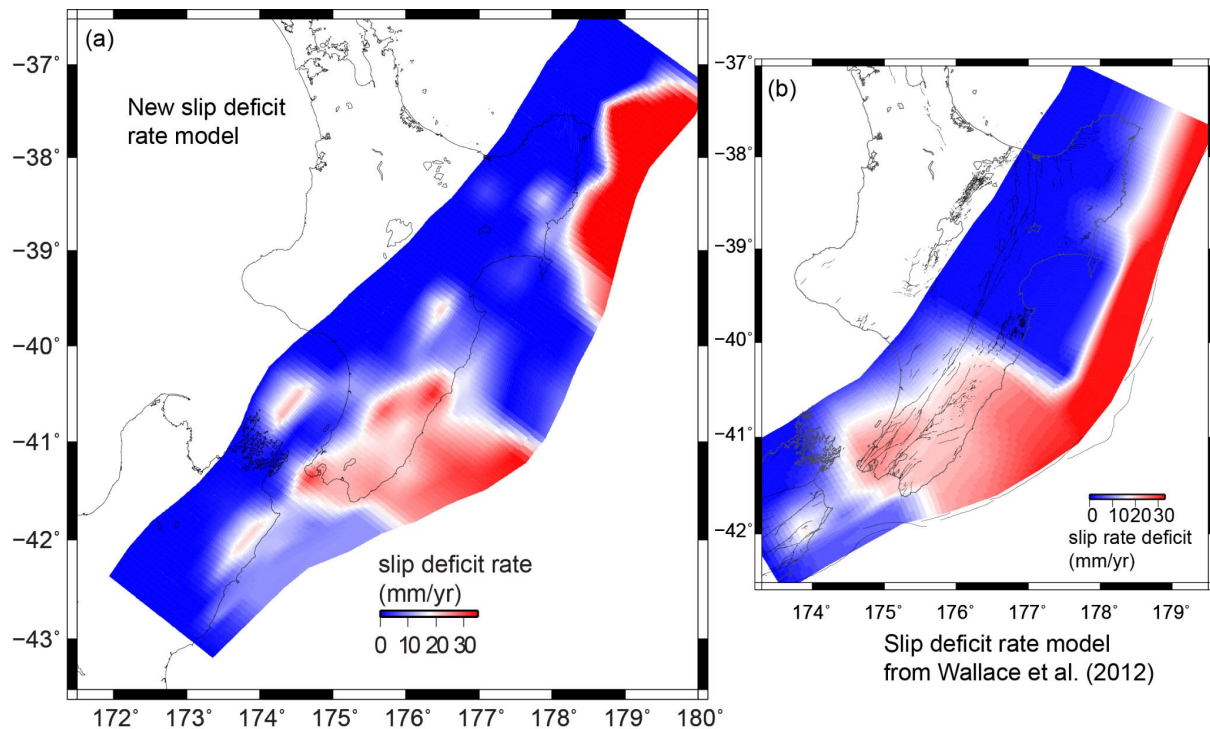 (a)
New slip deficit
rate model
−37˚
−38˚
−39˚
−40˚
−41˚
−42˚
−43˚
172˚ 173˚ 174˚ 175˚ 176˚ 177˚ 178˚ 179˚ 180˚
slip deficit rate
(mm/yr)
0 10 20 30
(b)
−37˚
−38˚
−39˚
−40˚
−41˚
−42˚
174˚ 175˚ 176˚ 177˚ 178˚ 179˚
0 10 20 30
slip rate deficit
(mm/yr)
Slip deficit rate model
from Wallace et al. (2012)